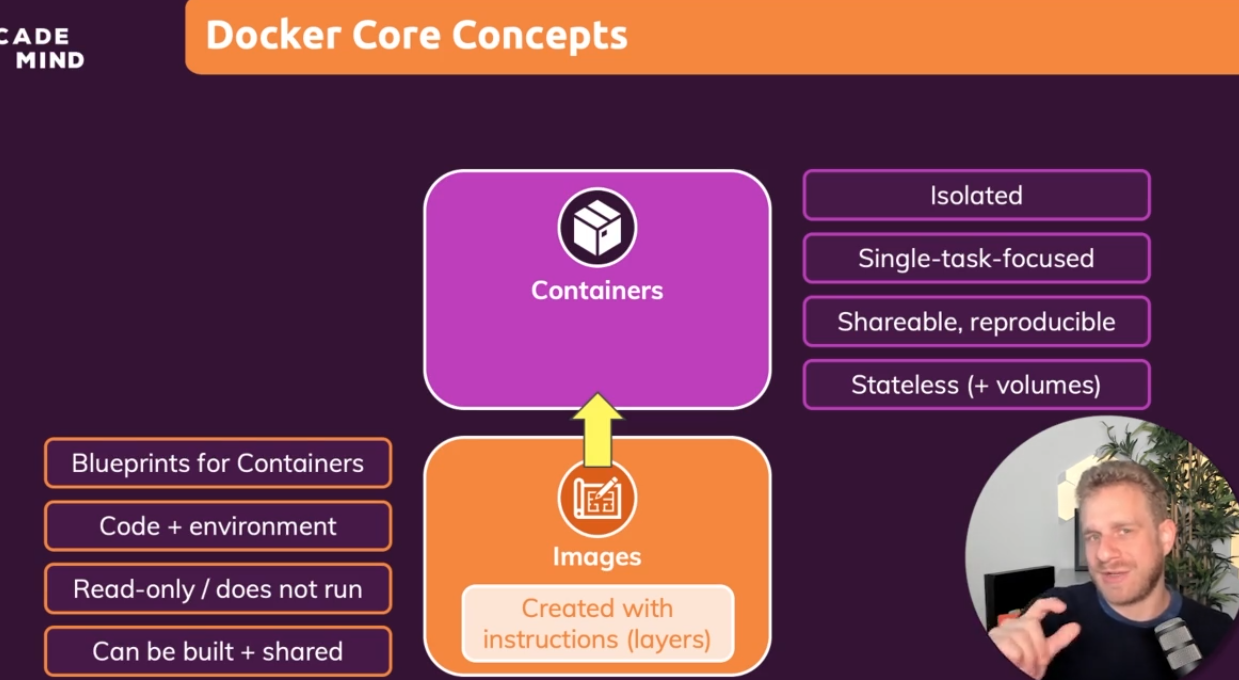 CADE
MIND
Docker Core Concepts
Containers
Isolated
Single-task-focused
Shareable, reproducible
Stateless (+ volumes)
Blueprints for Containers
Code + environment
Read-only / does not run
Can be built + shared
Images
Created with
instructions (layers)